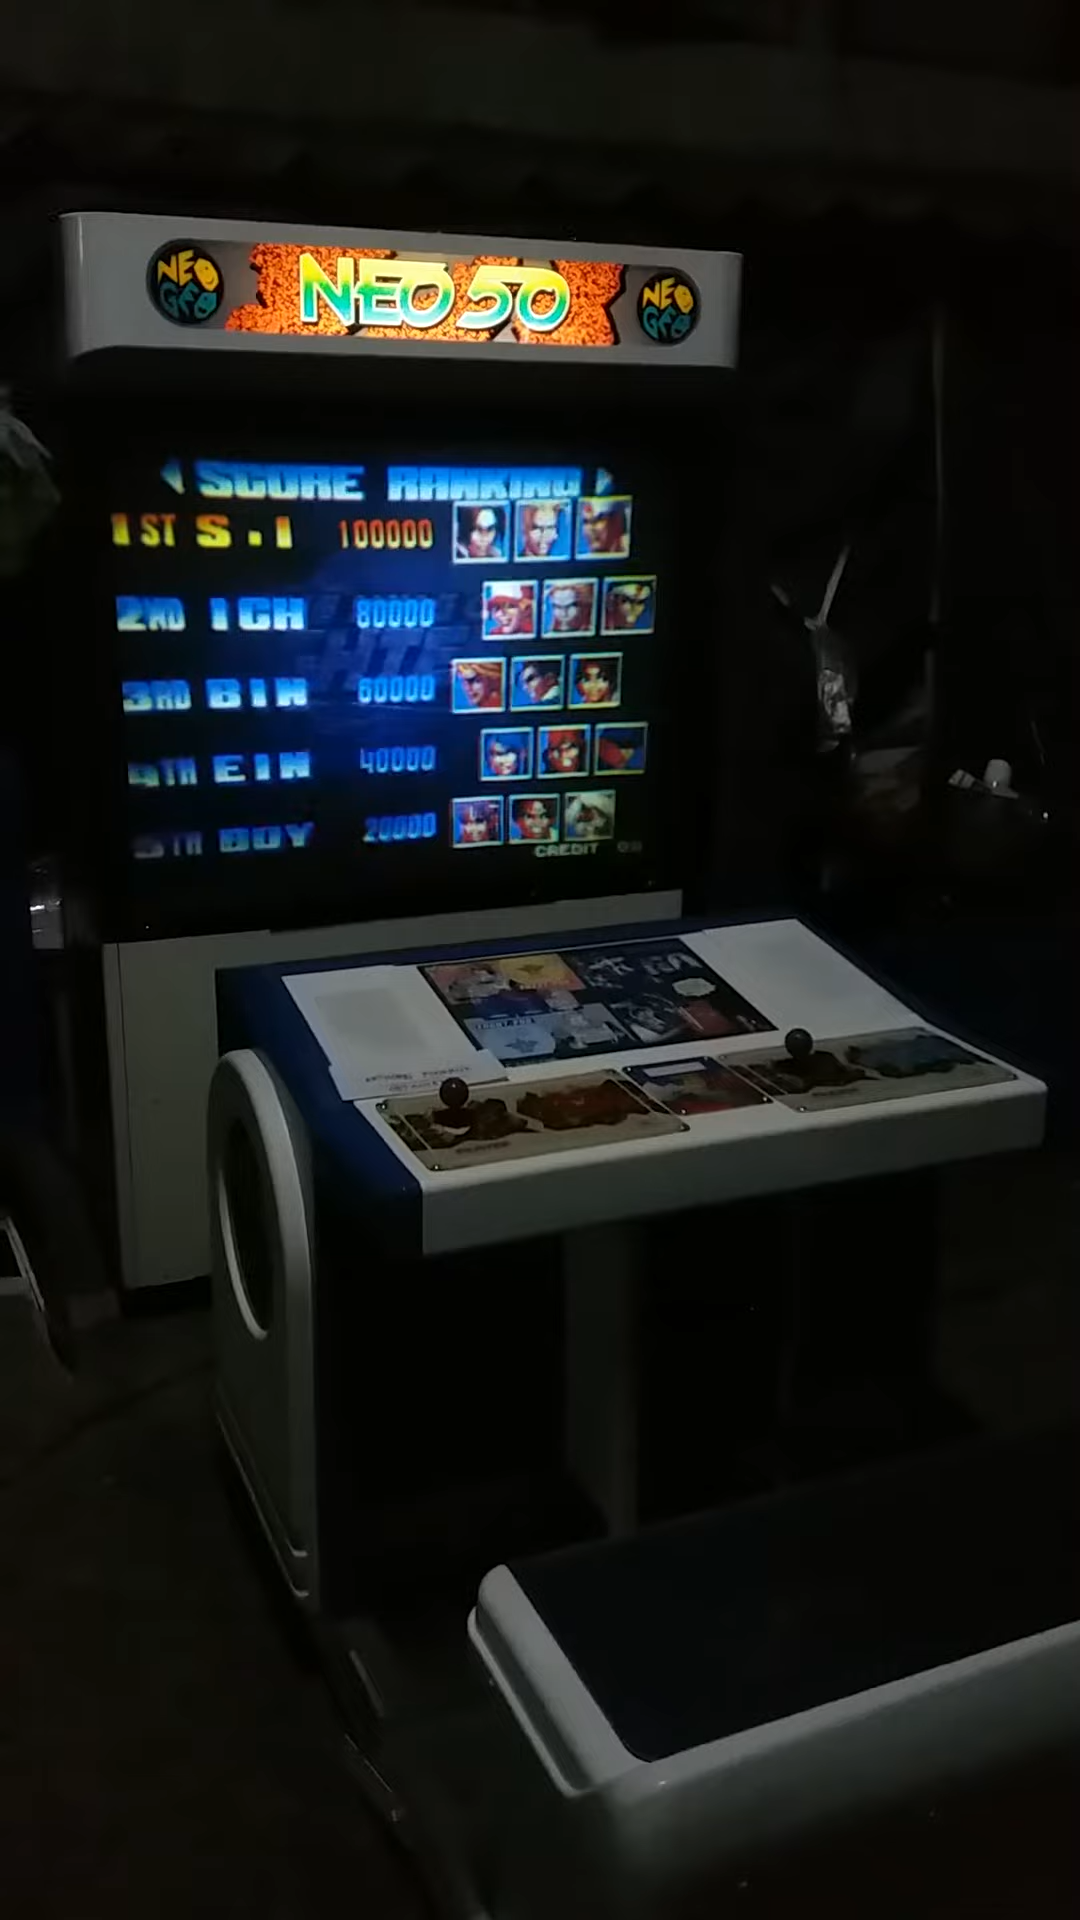 NEO GEO
NEO 50
NEO GEO
SCORE RANKING
1ST S.I 100000
2ND ICH 80000
3RD BIN 60000
4TH EIN 40000
5TH BOY 20000
CREDIT